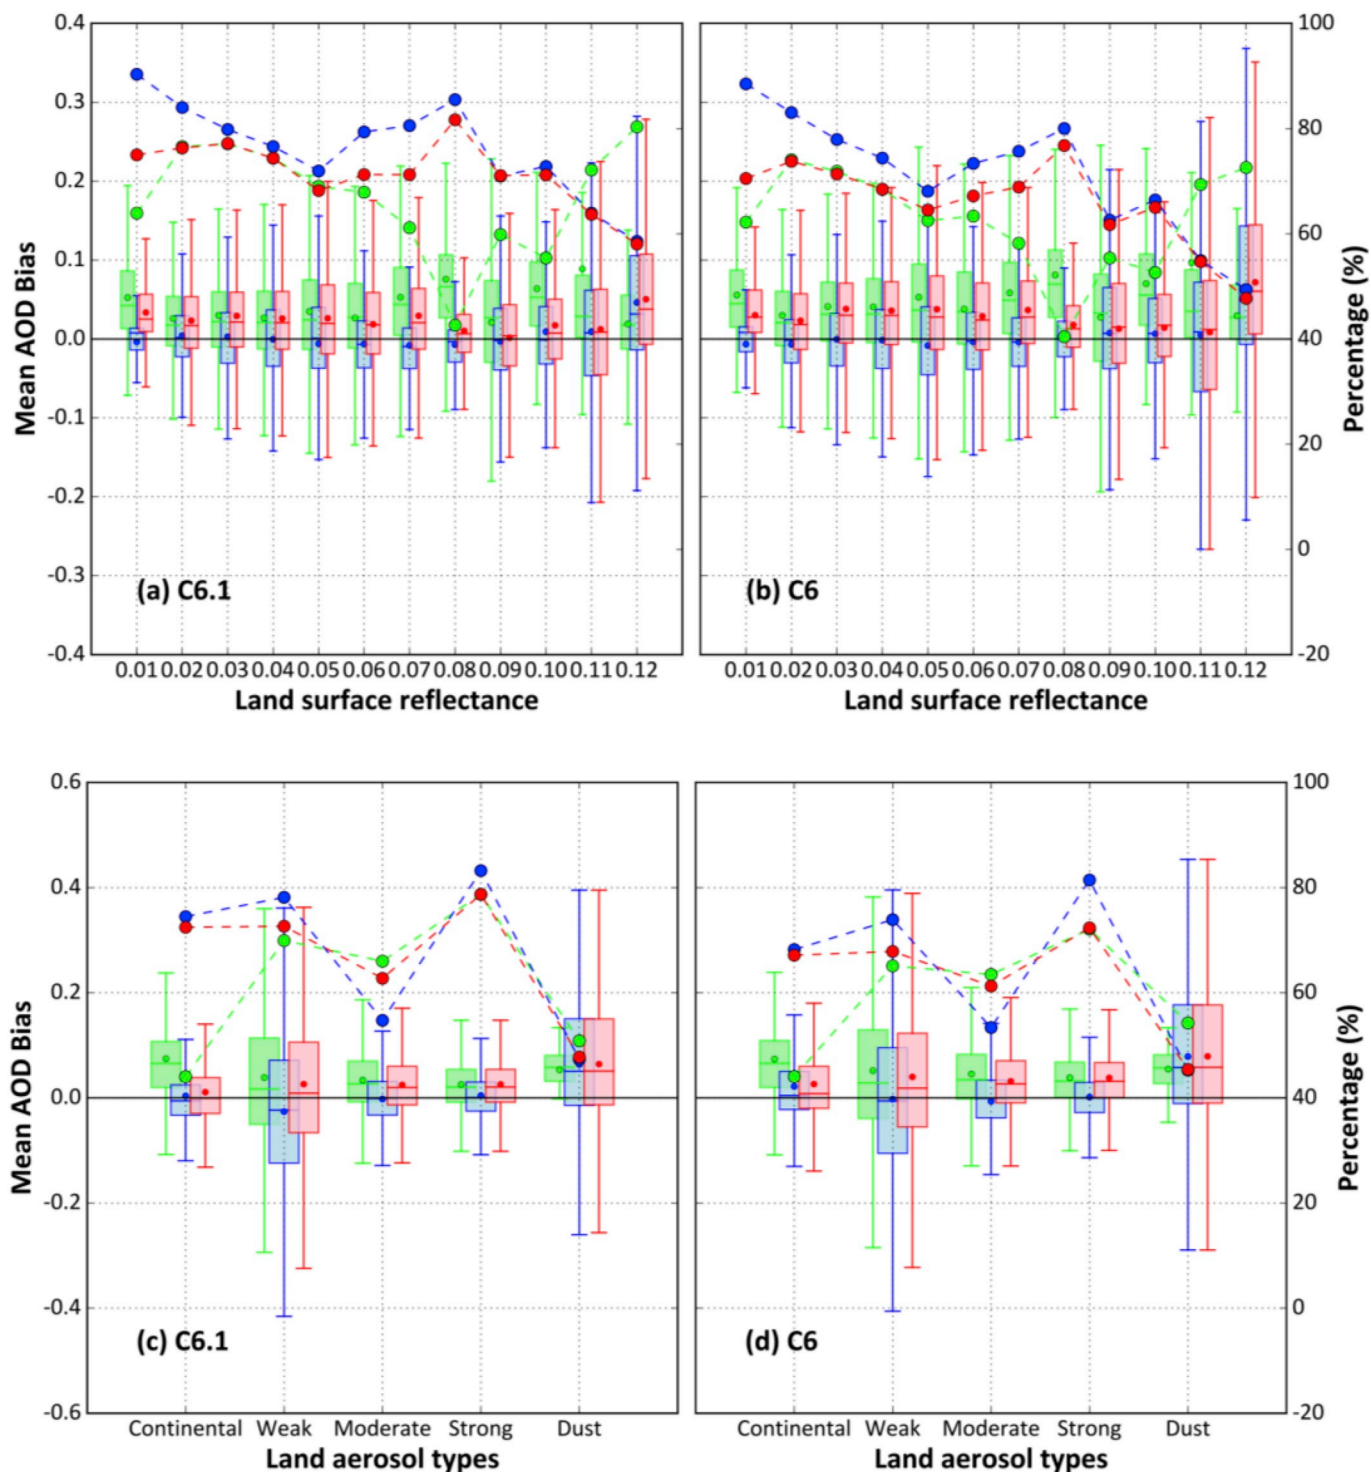 0.4
0.3
0.2
0.1
0.0
-0.1
-0.2
-0.3
-0.4
Mean AOD Bias
(a) C6.1
0.01 0.02 0.03 0.04 0.05 0.06 0.07 0.08 0.09 0.10 0.11 0.12
Land surface reflectance
(b) C6
0.01 0.02 0.03 0.04 0.05 0.06 0.07 0.08 0.09 0.10 0.11 0.12
Land surface reflectance
100
80
60
40
20
0
-20
Percentage (%)
0.6
0.4
0.2
0.0
-0.2
-0.4
-0.6
Mean AOD Bias
(c) C6.1
Continental Weak Moderate Strong Dust
Land aerosol types
(d) C6
Continental Weak Moderate Strong Dust
Land aerosol types
100
80
60
40
20
0
-20
Percentage (%)